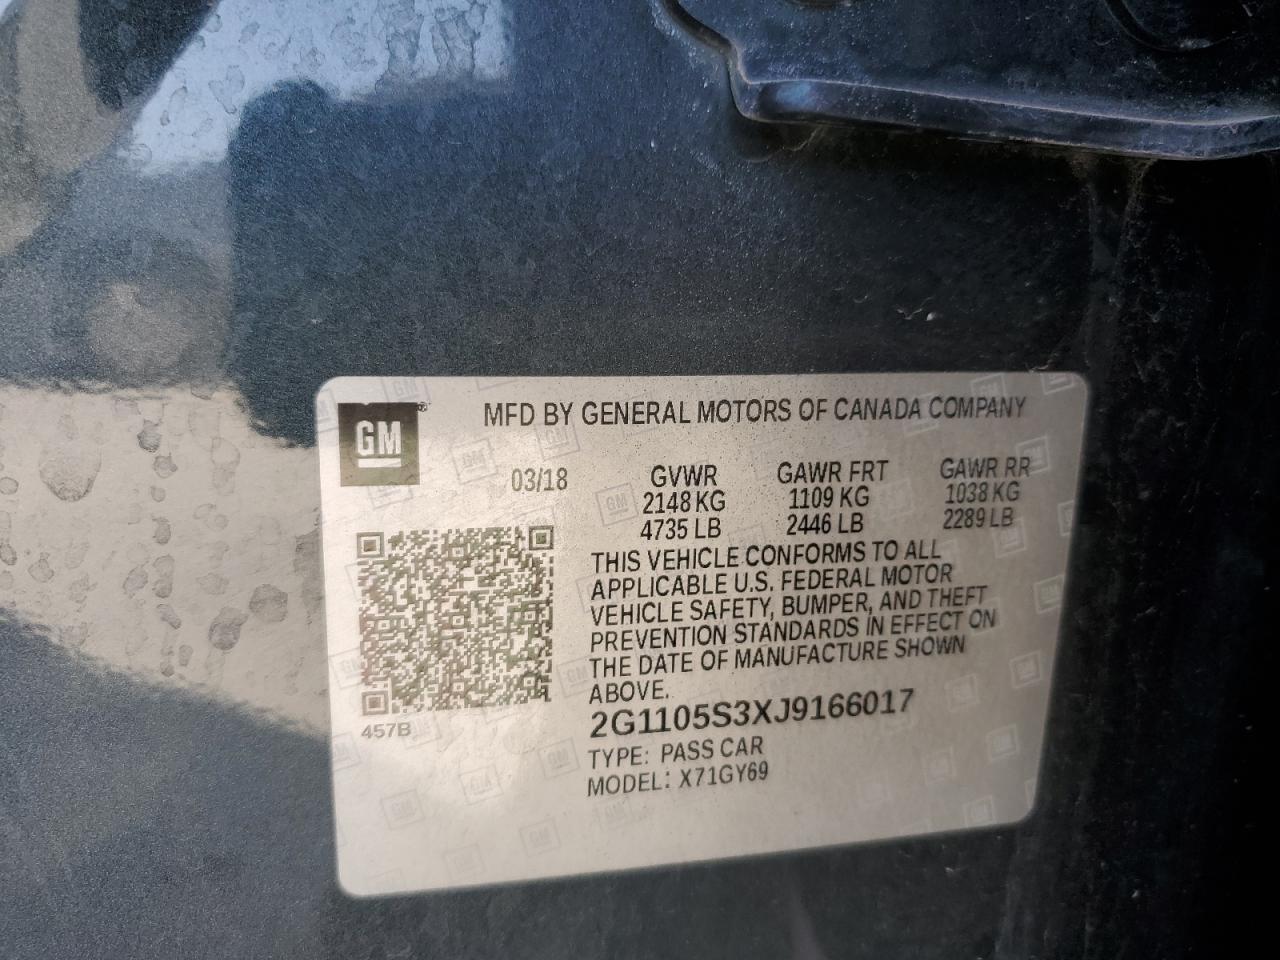 GM
MFD BY GENERAL MOTORS OF CANADA COMPANY
03/18 GVWR GAWR FRT GAWR RR
2148 KG 1109 KG 1038 KG
4735 LB 2446 LB 2289 LB
THIS VEHICLE CONFORMS TO ALL
APPLICABLE U.S. FEDERAL MOTOR
VEHICLE SAFETY, BUMPER, AND THEFT
PREVENTION STANDARDS IN EFFECT ON
THE DATE OF MANUFACTURE SHOWN
ABOVE.
457B
2G1105S3XJ9166017
TYPE: PASS CAR
MODEL: X71GY69